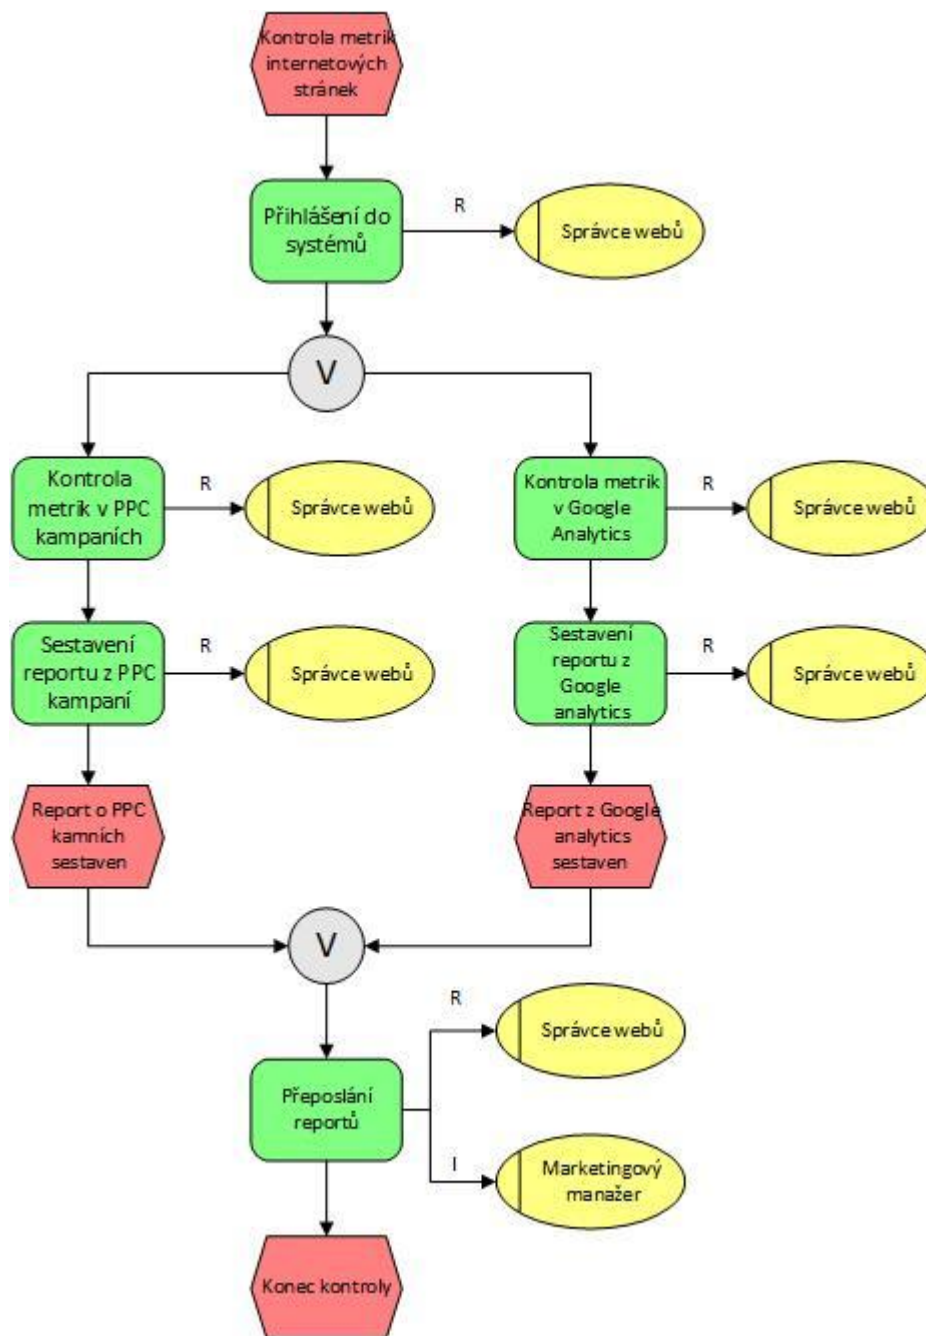 Kontrola metrik
internetových
stránek
Přihlášení do
systémů
R
Správce webů
V
Kontrola
metrik v PPC
kampaních
R
Správce webů
Kontrola metrik
v Google
Analytics
R
Správce webů
Sestavení
reportu z PPC
kampaní
R
Správce webů
Sestavení
reportu z
Google
analytics
R
Správce webů
Report o PPC
kamních
sestaven
Report z Google
analytics
sestaven
V
R
Správce webů
Přeposlání
reportů
I
Marketingový
manažer
Konec kontroly